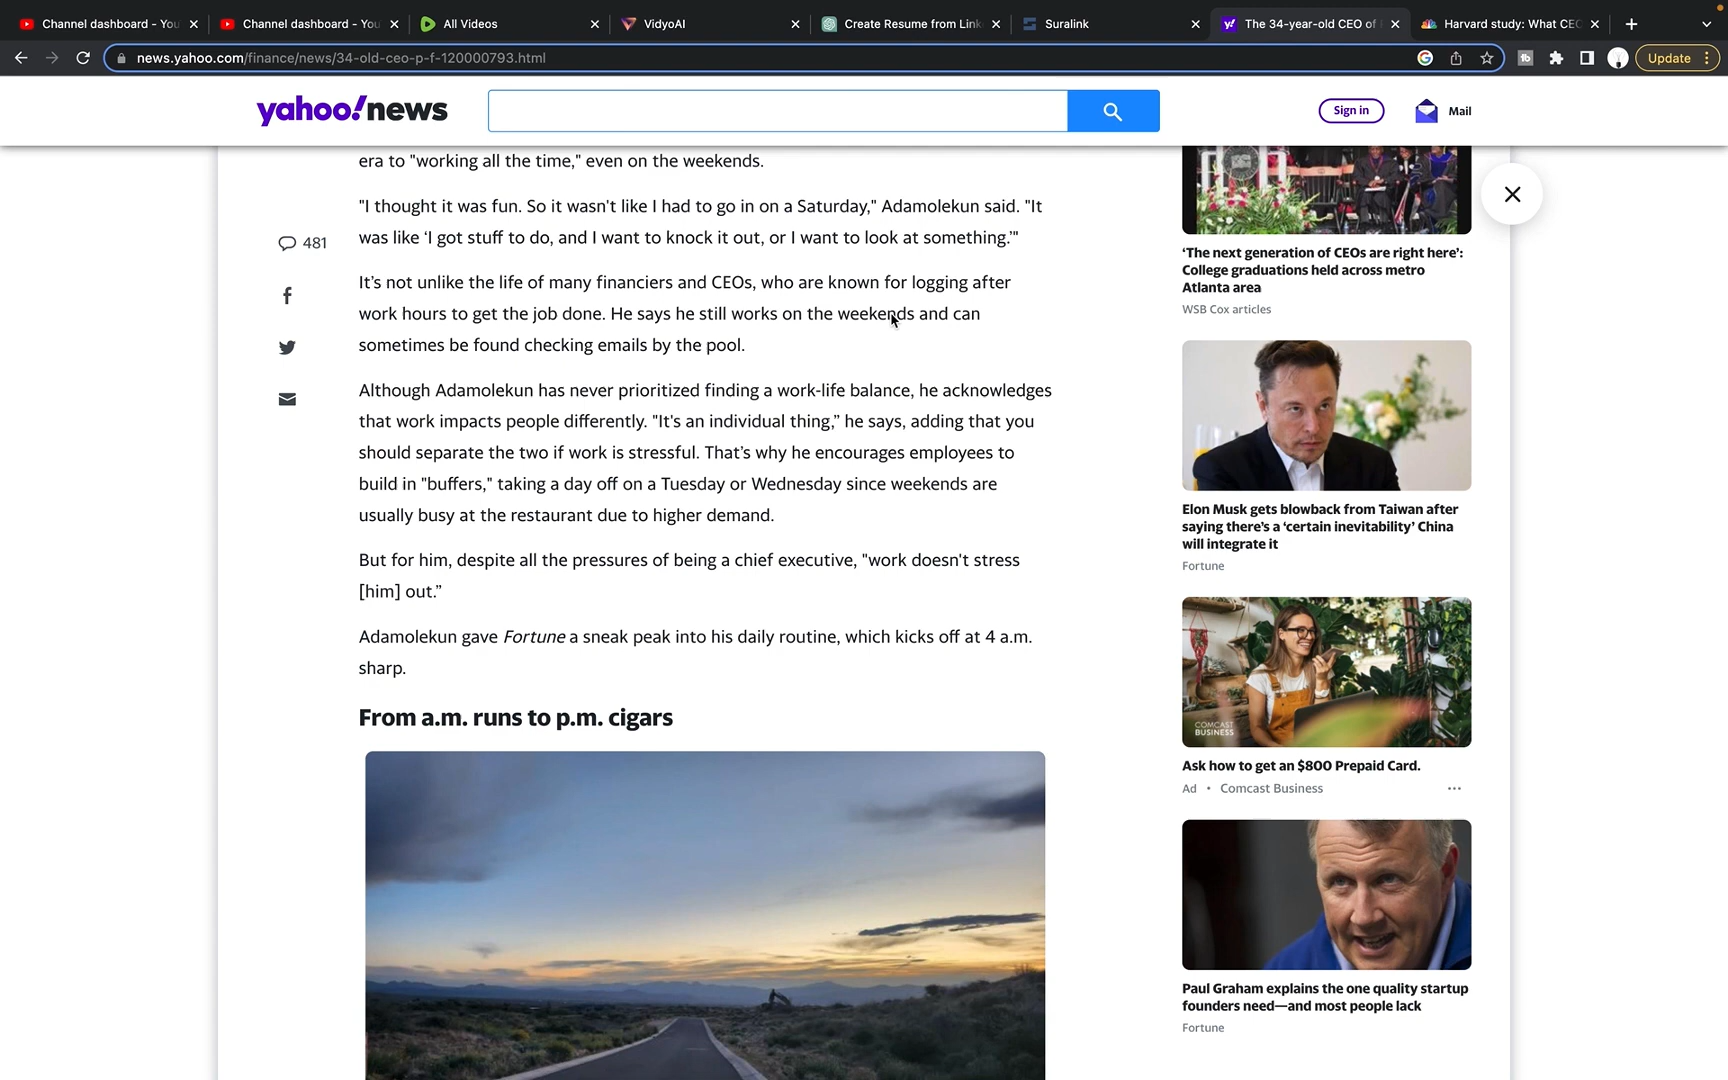 Channel dashboard - You
Channel dashboard - You
All Videos
VidyoAI
Create Resume from Link
Suralink
The 34-year-old CEO of
Harvard study: What CEO
news.yahoo.com/finance/news/34-old-ceo-p-f-120000793.html
Update
yahoo!news
Sign in
Mail
era to "working all the time," even on the weekends.
"I thought it was fun. So it wasn't like I had to go in on a Saturday," Adamolekun said. "It
was like ‘I got stuff to do, and I want to knock it out, or I want to look at something.’"
481
It’s not unlike the life of many financiers and CEOs, who are known for logging after
work hours to get the job done. He says he still works on the weekends and can
sometimes be found checking emails by the pool.
Although Adamolekun has never prioritized finding a work-life balance, he acknowledges
that work impacts people differently. "It's an individual thing,” he says, adding that you
should separate the two if work is stressful. That’s why he encourages employees to
build in "buffers," taking a day off on a Tuesday or Wednesday since weekends are
usually busy at the restaurant due to higher demand.
But for him, despite all the pressures of being a chief executive, "work doesn't stress
[him] out.”
Adamolekun gave Fortune a sneak peak into his daily routine, which kicks off at 4 a.m.
sharp.
From a.m. runs to p.m. cigars
‘The next generation of CEOs are right here’:
College graduations held across metro
Atlanta area
WSB Cox articles
Elon Musk gets blowback from Taiwan after
saying there’s a ‘certain inevitability’ China
will integrate it
Fortune
COMCAST
BUSINESS
Ask how to get an $800 Prepaid Card.
Ad • Comcast Business
Paul Graham explains the one quality startup
founders need—and most people lack
Fortune